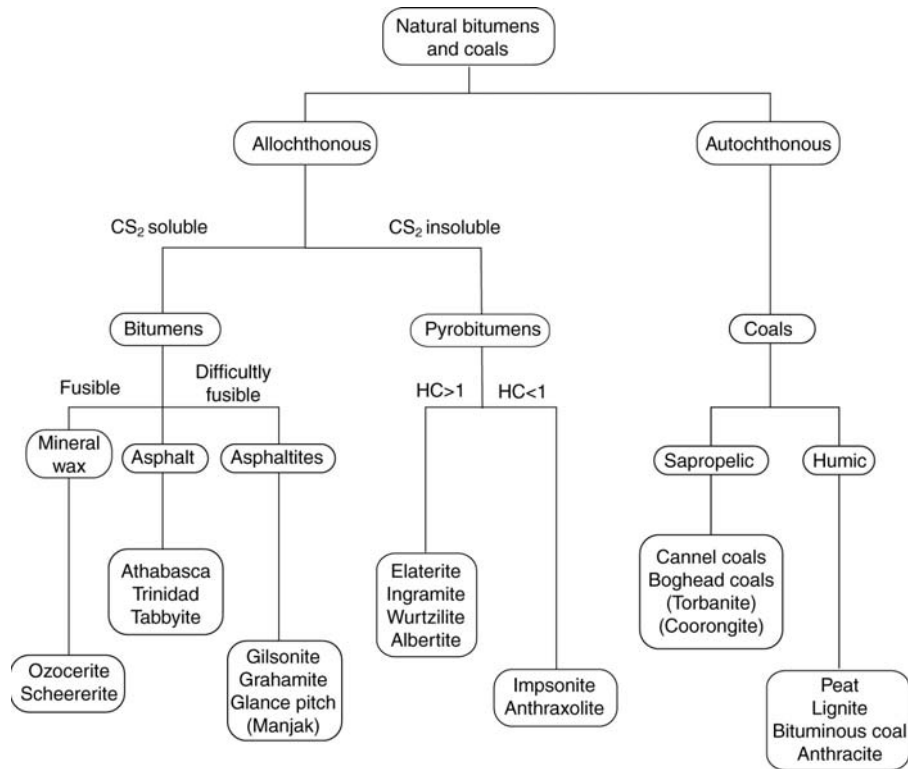 Natural bitumens
and coals
Allochthonous
Autochthonous
CS₂ soluble
CS₂ insoluble
Bitumens
Pyrobitumens
Coals
Fusible
Difficultly
fusible
HC>1
HC<1
Mineral
wax
Asphalt
Asphaltites
Sapropelic
Humic
Athabasca
Trinidad
Tabbyite
Elaterite
Ingramite
Wurtzilite
Albertite
Cannel coals
Boghead coals
(Torbanite)
(Coorongite)
Ozocerite
Scheererite
Gilsonite
Grahamite
Glance pitch
(Manjak)
Impsonite
Anthraxolite
Peat
Lignite
Bituminous coal
Anthracite